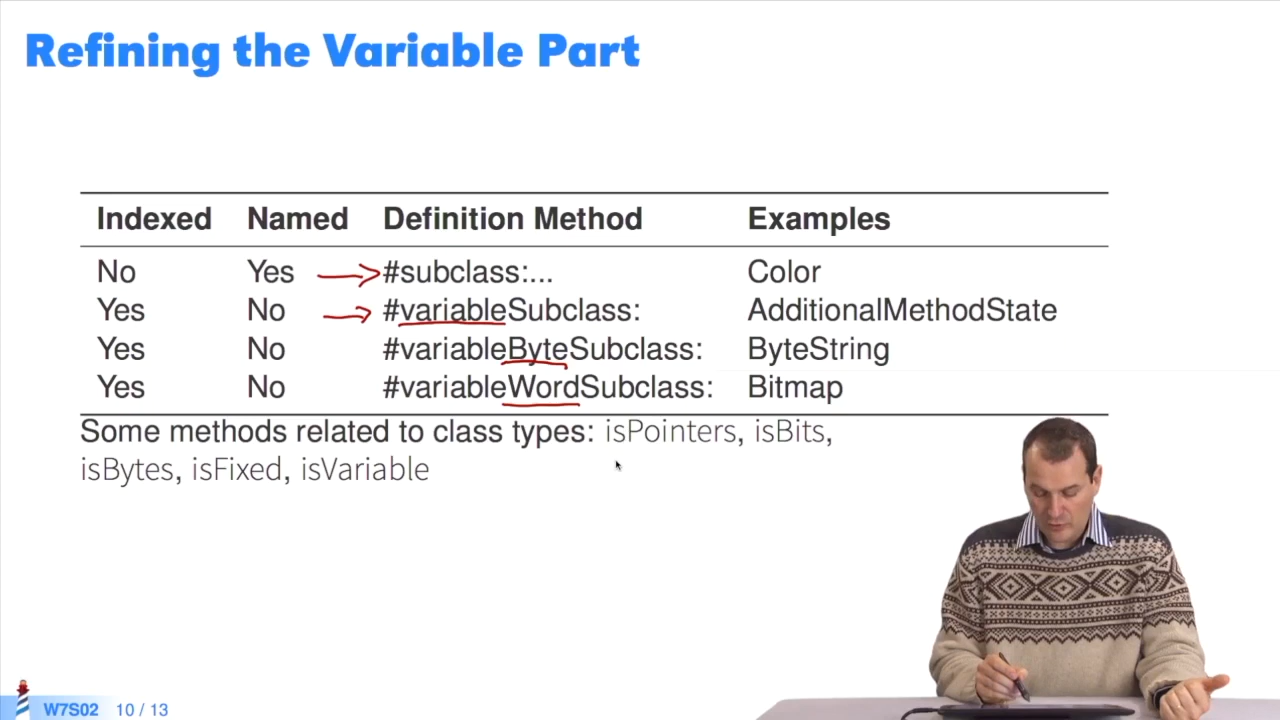 Refining the Variable Part
Indexed Named Definition Method Examples
No Yes #subclass:... Color
Yes No #variableSubclass: AdditionalMethodState
Yes No #variableByteSubclass: ByteString
Yes No #variableWordSubclass: Bitmap
Some methods related to class types: isPointers, isBits,
isBytes, isFixed, isVariable
W7S02 10 / 13